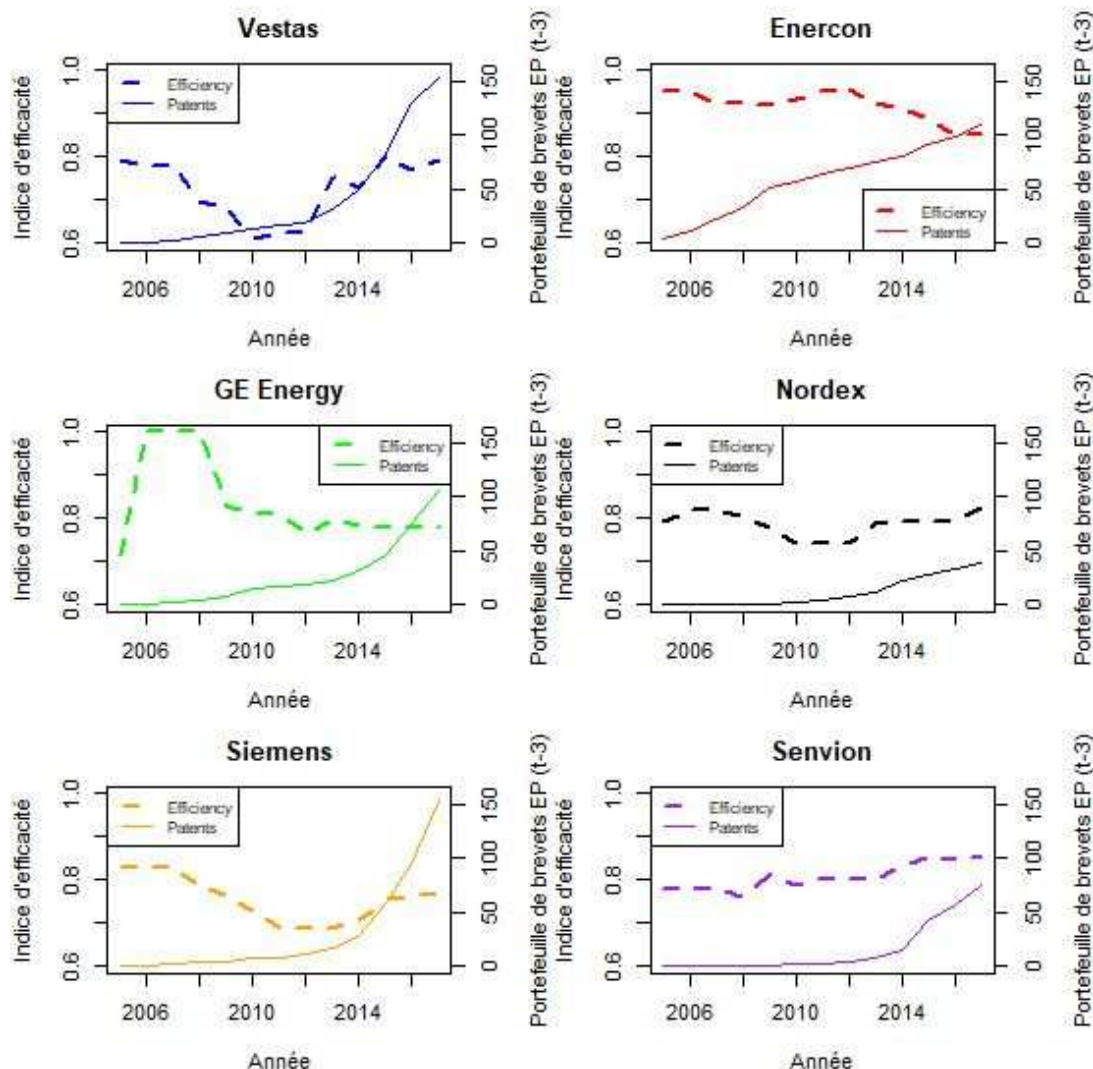 Vestas
Indice d'efficacité
1.0
0.8
0.6
Efficiency
Patents
150
100
50
0
Portefeuille de brevets EP (t-3)
2006 2010 2014
Année
Enercon
Indice d'efficacité
1.0
0.8
0.6
Efficiency
Patents
150
100
50
0
Portefeuille de brevets EP (t-3)
2006 2010 2014
Année
GE Energy
Indice d'efficacité
1.0
0.8
0.6
Efficiency
Patents
150
100
50
0
Portefeuille de brevets EP (t-3)
2006 2010 2014
Année
Nordex
Indice d'efficacité
1.0
0.8
0.6
Efficiency
Patents
150
100
50
0
Portefeuille de brevets EP (t-3)
2006 2010 2014
Année
Siemens
Indice d'efficacité
1.0
0.8
0.6
Efficiency
Patents
150
100
50
0
Portefeuille de brevets EP (t-3)
2006 2010 2014
Année
Senvion
Indice d'efficacité
1.0
0.8
0.6
Efficiency
Patents
150
100
50
0
Portefeuille de brevets EP (t-3)
2006 2010 2014
Année